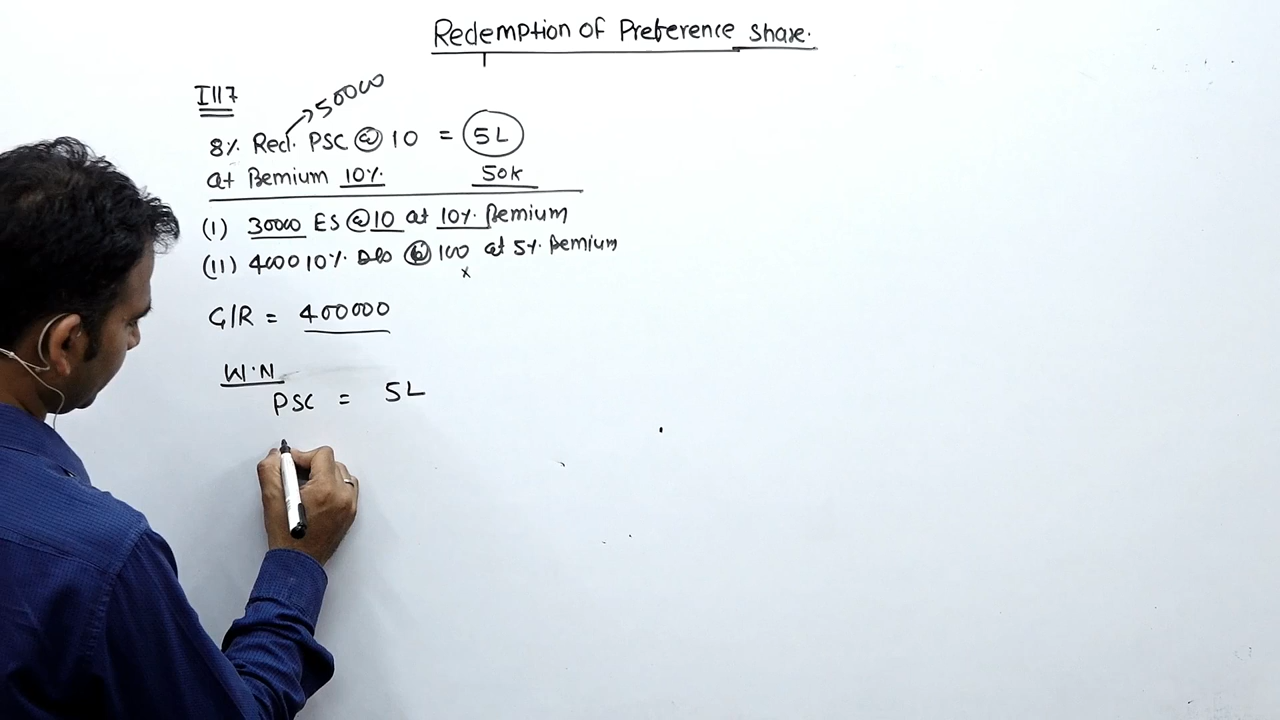 Redemption of Preference share.
Ill7
→ 50000
8% Red. PSC @ 10 = 5L
at Premium 10% 50k
(I) 30000 ES @ 10 at 10% Premium
(II) 4000 10% Deb @ 100 at 5% Premium
x
G/R = 400000
W.N
PSC = 5L